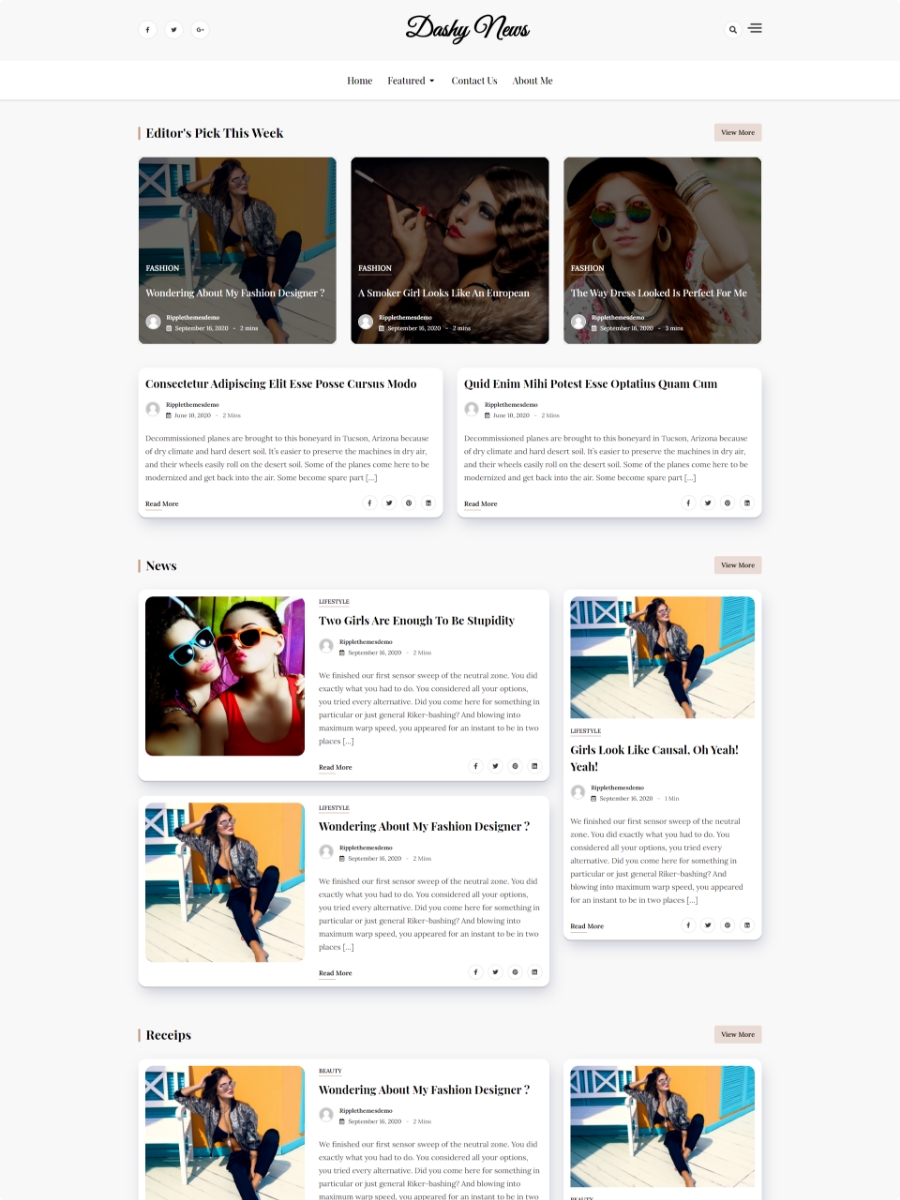 Dashy News
Home Featured Contact Us About Me
Editor's Pick This Week
View More
FASHION
Wondering About My Fashion Designer ?
Ripplethemesdemo
September 16, 2020 - 2 mins
FASHION
A Smoker Girl Looks Like An European
Ripplethemesdemo
September 16, 2020 - 2 mins
FASHION
The Way Dress Looked Is Perfect For Me
Ripplethemesdemo
September 16, 2020 - 3 mins
Consectetur Adipiscing Elit Esse Posse Cursus Modo
Ripplethemesdemo
June 10, 2020 - 2 Mins
Decommissioned planes are brought to this boneyard in Tucson, Arizona because
of dry climate and hard desert soil. It's easier to preserve the machines in dry air,
and their wheels easily roll on the desert soil. Some of the planes come here to be
modernized and get back into the air. Some become spare part [...]
Read More
Quid Enim Mihi Potest Esse Optatius Quam Cum
Ripplethemesdemo
June 10, 2020 - 2 Mins
Decommissioned planes are brought to this boneyard in Tucson, Arizona because
of dry climate and hard desert soil. It's easier to preserve the machines in dry air,
and their wheels easily roll on the desert soil. Some of the planes come here to be
modernized and get back into the air. Some become spare part [...]
Read More
News
View More
LIFESTYLE
Two Girls Are Enough To Be Stupidity
Ripplethemesdemo
September 16, 2020 - 2 Mins
We finished our first sensor sweep of the neutral zone. You did
exactly what you had to do. You considered all your options,
you tried every alternative. Did you come here for something in
particular or just general Riker-bashing? And blowing into
maximum warp speed, you appeared for an instant to be in two
places [...]
Read More
LIFESTYLE
Wondering About My Fashion Designer ?
Ripplethemesdemo
September 16, 2020 - 2 Mins
We finished our first sensor sweep of the neutral zone. You did
exactly what you had to do. You considered all your options,
you tried every alternative. Did you come here for something in
particular or just general Riker-bashing? And blowing into
maximum warp speed, you appeared for an instant to be in two
places [...]
Read More
LIFESTYLE
Girls Look Like Causal, Oh Yeah!
Yeah!
Ripplethemesdemo
September 16, 2020 - 1 Min
We finished our first sensor sweep of the neutral
zone. You did exactly what you had to do. You
considered all your options, you tried every
alternative. Did you come here for something in
particular or just general Riker-bashing? And
blowing into maximum warp speed, you appeared
for an instant to be in two places [...]
Read More
Receips
View More
BEAUTY
Wondering About My Fashion Designer ?
Ripplethemesdemo
September 16, 2020 - 2 Mins
We finished our first sensor sweep of the neutral zone. You did
exactly what you had to do. You considered all your options,
you tried every alternative. Did you come here for something in
particular or just general Riker-bashing? And blowing into
maximum warp speed, you appeared for an instant to be in two
BEAUTY